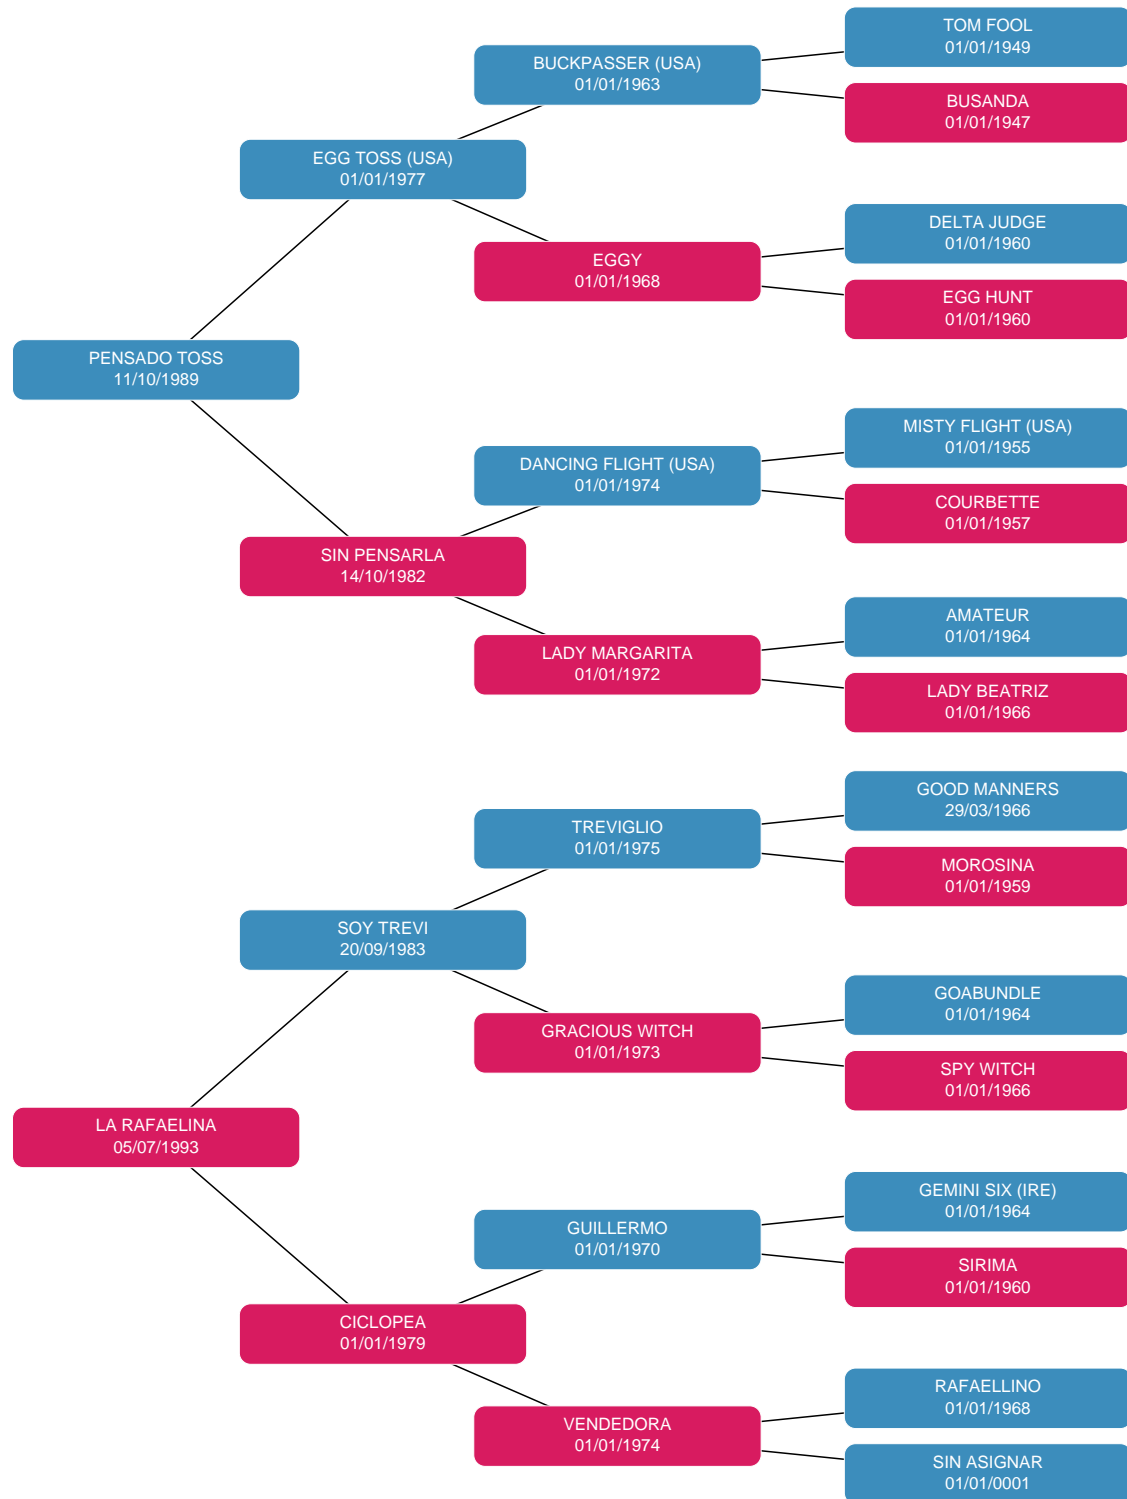 TOM FOOL
01/01/1949
BUCKPASSER (USA)
01/01/1963
BUSANDA
01/01/1947
EGG TOSS (USA)
01/01/1977
DELTA JUDGE
01/01/1960
EGGY
01/01/1968
EGG HUNT
01/01/1960
PENSADO TOSS
11/10/1989
MISTY FLIGHT (USA)
01/01/1955
DANCING FLIGHT (USA)
01/01/1974
COURBETTE
01/01/1957
SIN PENSARLA
14/10/1982
AMATEUR
01/01/1964
LADY MARGARITA
01/01/1972
LADY BEATRIZ
01/01/1966
GOOD MANNERS
29/03/1966
TREVIGLIO
01/01/1975
MOROSINA
01/01/1959
SOY TREVI
20/09/1983
GOABUNDLE
01/01/1964
GRACIOUS WITCH
01/01/1973
SPY WITCH
01/01/1966
LA RAFAELINA
05/07/1993
GEMINI SIX (IRE)
01/01/1964
GUILLERMO
01/01/1970
SIRIMA
01/01/1960
CICLOPEA
01/01/1979
RAFAELLINO
01/01/1968
VENDEDORA
01/01/1974
SIN ASIGNAR
01/01/0001